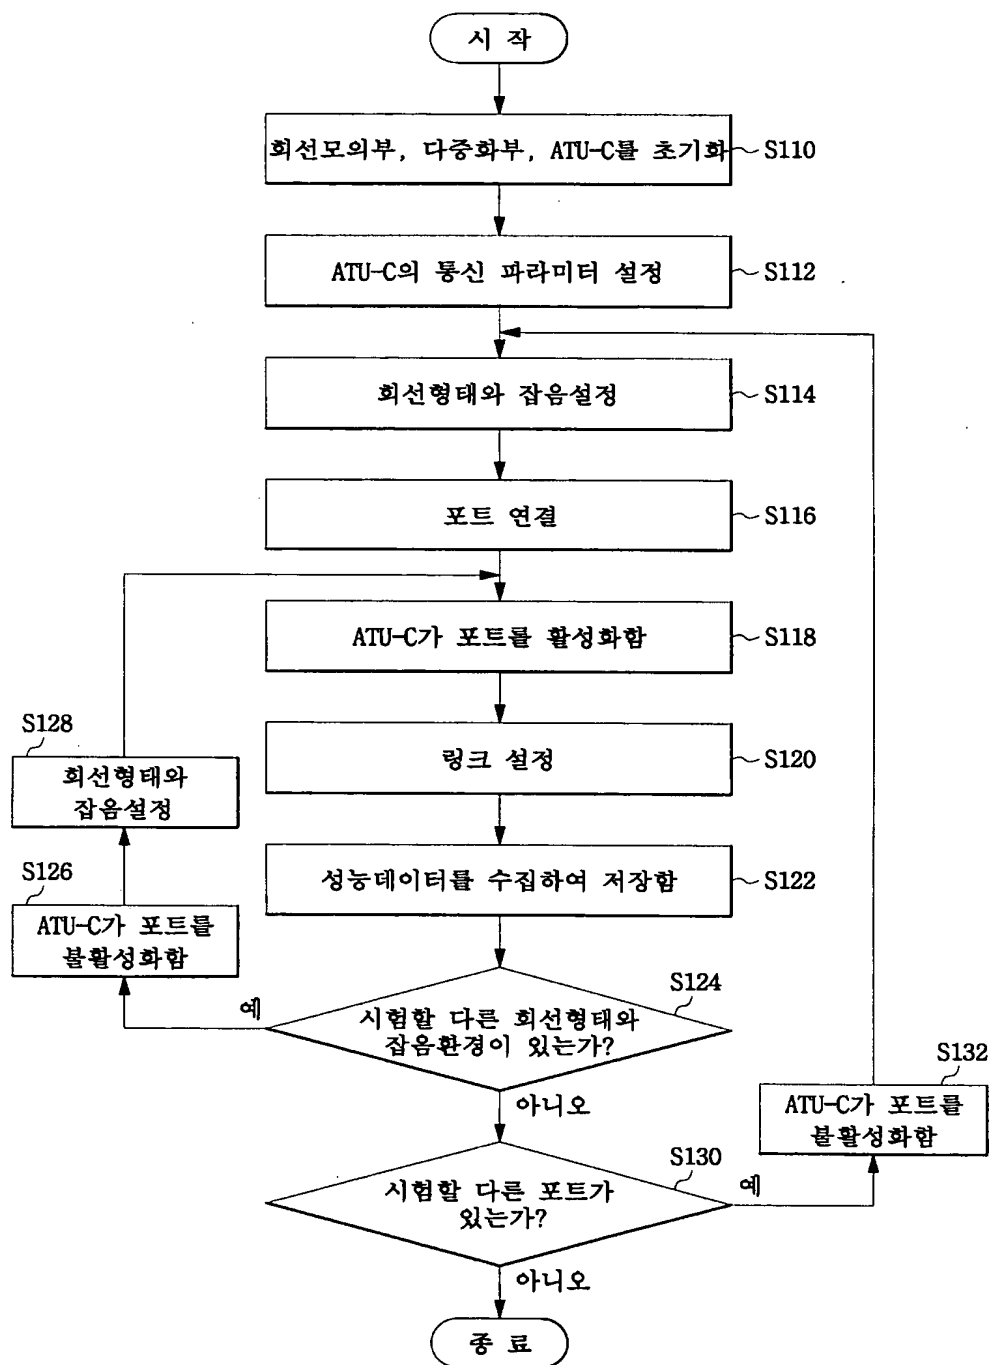 시 작
회선모의부, 다중화부, ATU-C를 초기화
S110
ATU-C의 통신 파라미터 설정
S112
회선형태와 잡음설정
S114
포트 연결
S116
ATU-C가 포트를 활성화함
S118
링크 설정
S120
S128
회선형태와
잡음설정
성능데이터를 수집하여 저장함
S122
S126
ATU-C가 포트를
불활성화함
S124
시험할 다른 회선형태와
잡음환경이 있는가?
예
아니오
S132
ATU-C가 포트를
불활성화함
S130
시험할 다른 포트가
있는가?
예
아니오
종 료